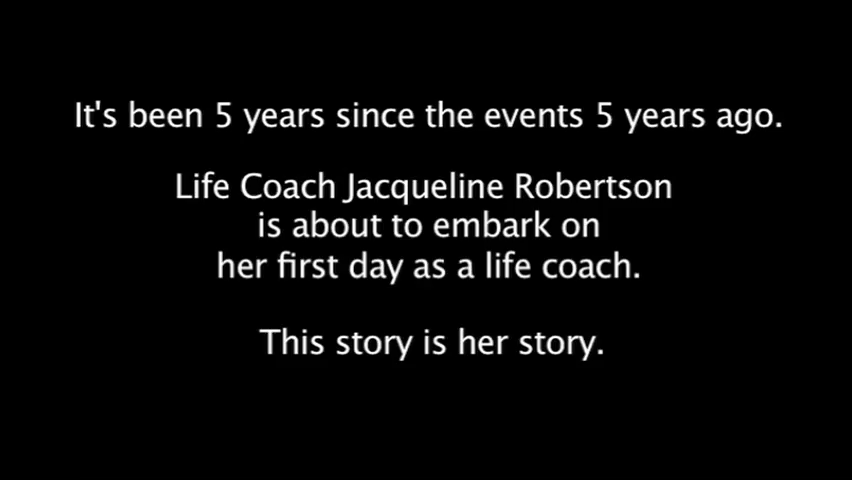 It's been 5 years since the events 5 years ago.
Life Coach Jacqueline Robertson
is about to embark on
her first day as a life coach.
This story is her story.